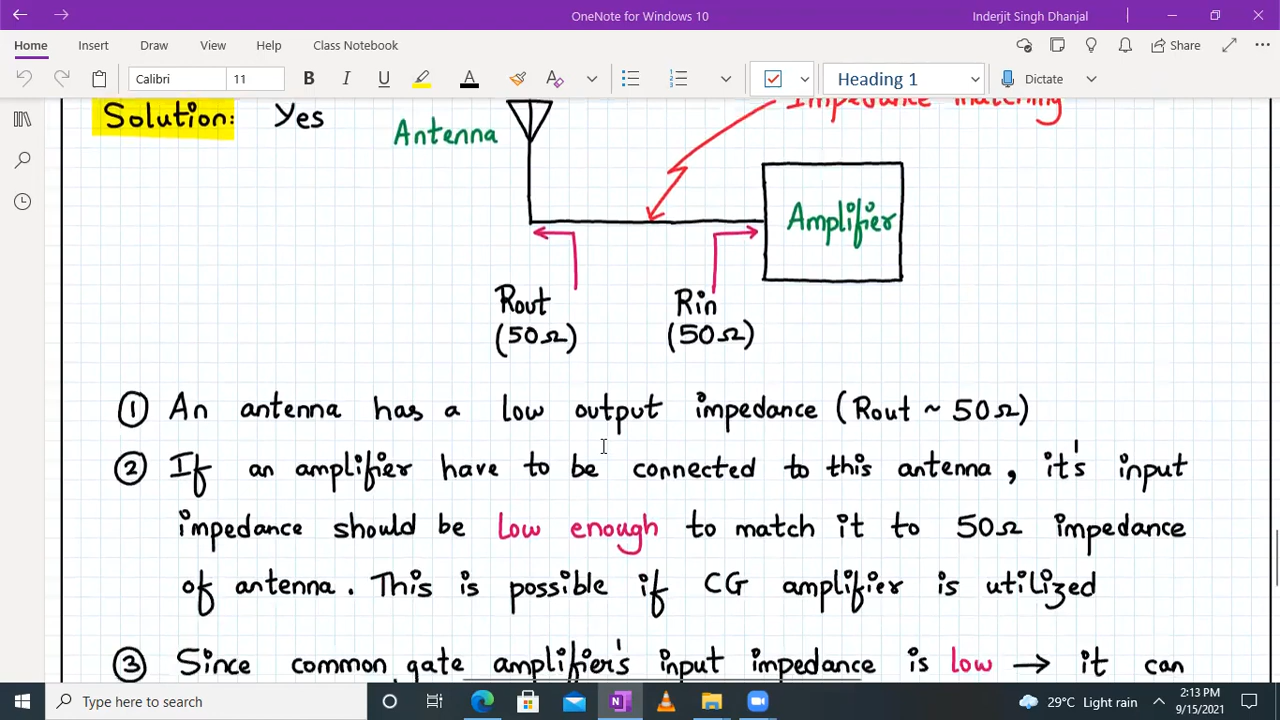 OneNote for Windows 10
Inderjit Singh Dhanjal
Home Insert Draw View Help Class Notebook
Share
Calibri 11 B I U A A Heading 1 Dictate
Solution: Yes
Impedance matching
Antenna
Amplifier
Rout Rin
(50Ω) (50Ω)
① An antenna has a low output impedance (Rout ~ 50Ω)
② If an amplifier have to be connected to this antenna, it's input
impedance should be low enough to match it to 50Ω impedance
of antenna. This is possible if CG amplifier is utilized
③ Since common gate amplifier's input impedance is low → it can
Type here to search
N
29°C Light rain
2:13 PM
9/15/2021